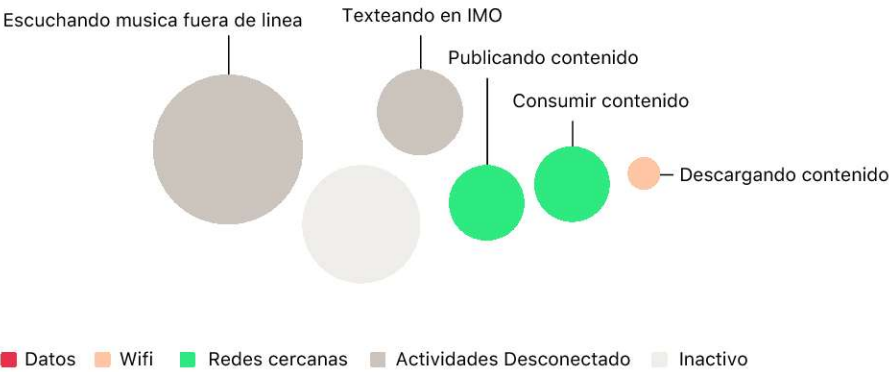 Escuchando musica fuera de linea
Texteando en IMO
Publicando contenido
Consumir contenido
Descargando contenido
Datos
Wifi
Redes cercanas
Actividades Desconectado
Inactivo